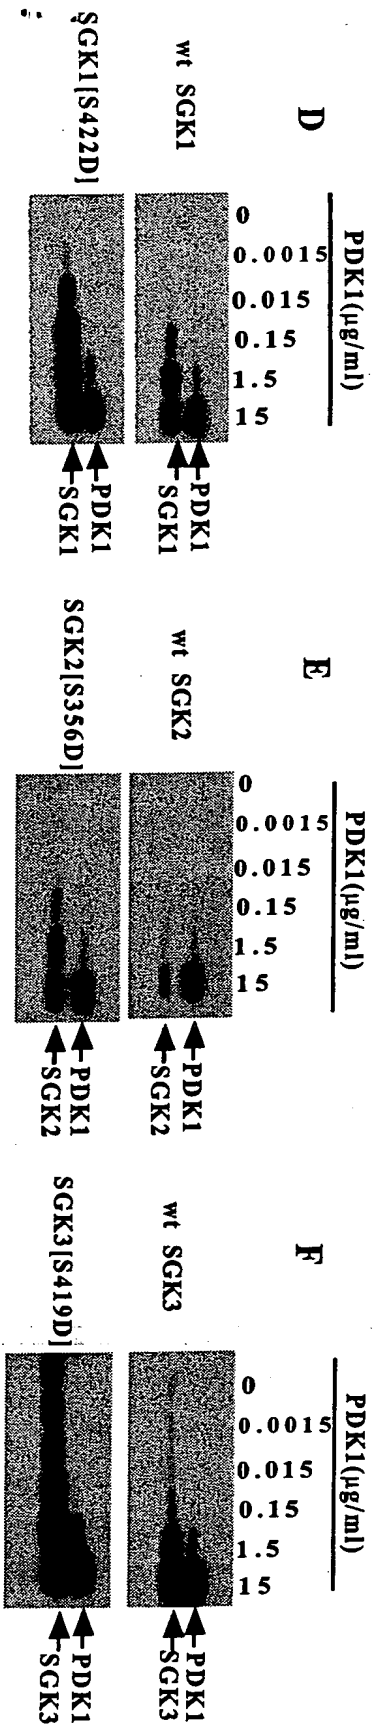 D
PDK1(µg/ml)
0 0.0015 0.015 0.15 1.5 15
wt SGK1
PDK1
SGK1
SGK1[S422D]
PDK1
SGK1
E
PDK1(µg/ml)
0 0.0015 0.015 0.15 1.5 15
wt SGK2
PDK1
SGK2
SGK2[S356D]
PDK1
SGK2
F
PDK1(µg/ml)
0 0.0015 0.015 0.15 1.5 15
wt SGK3
PDK1
SGK3
SGK3[S419D]
PDK1
SGK3